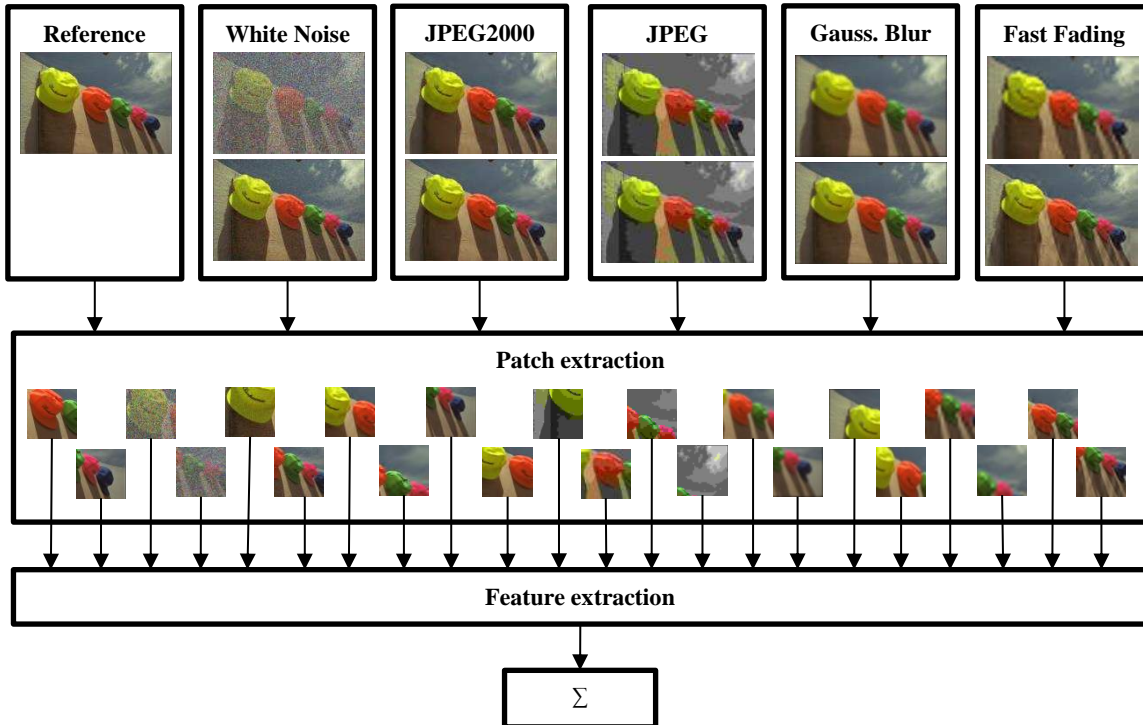 Reference
White Noise
JPEG2000
JPEG
Gauss. Blur
Fast Fading
Patch extraction
Feature extraction
∑